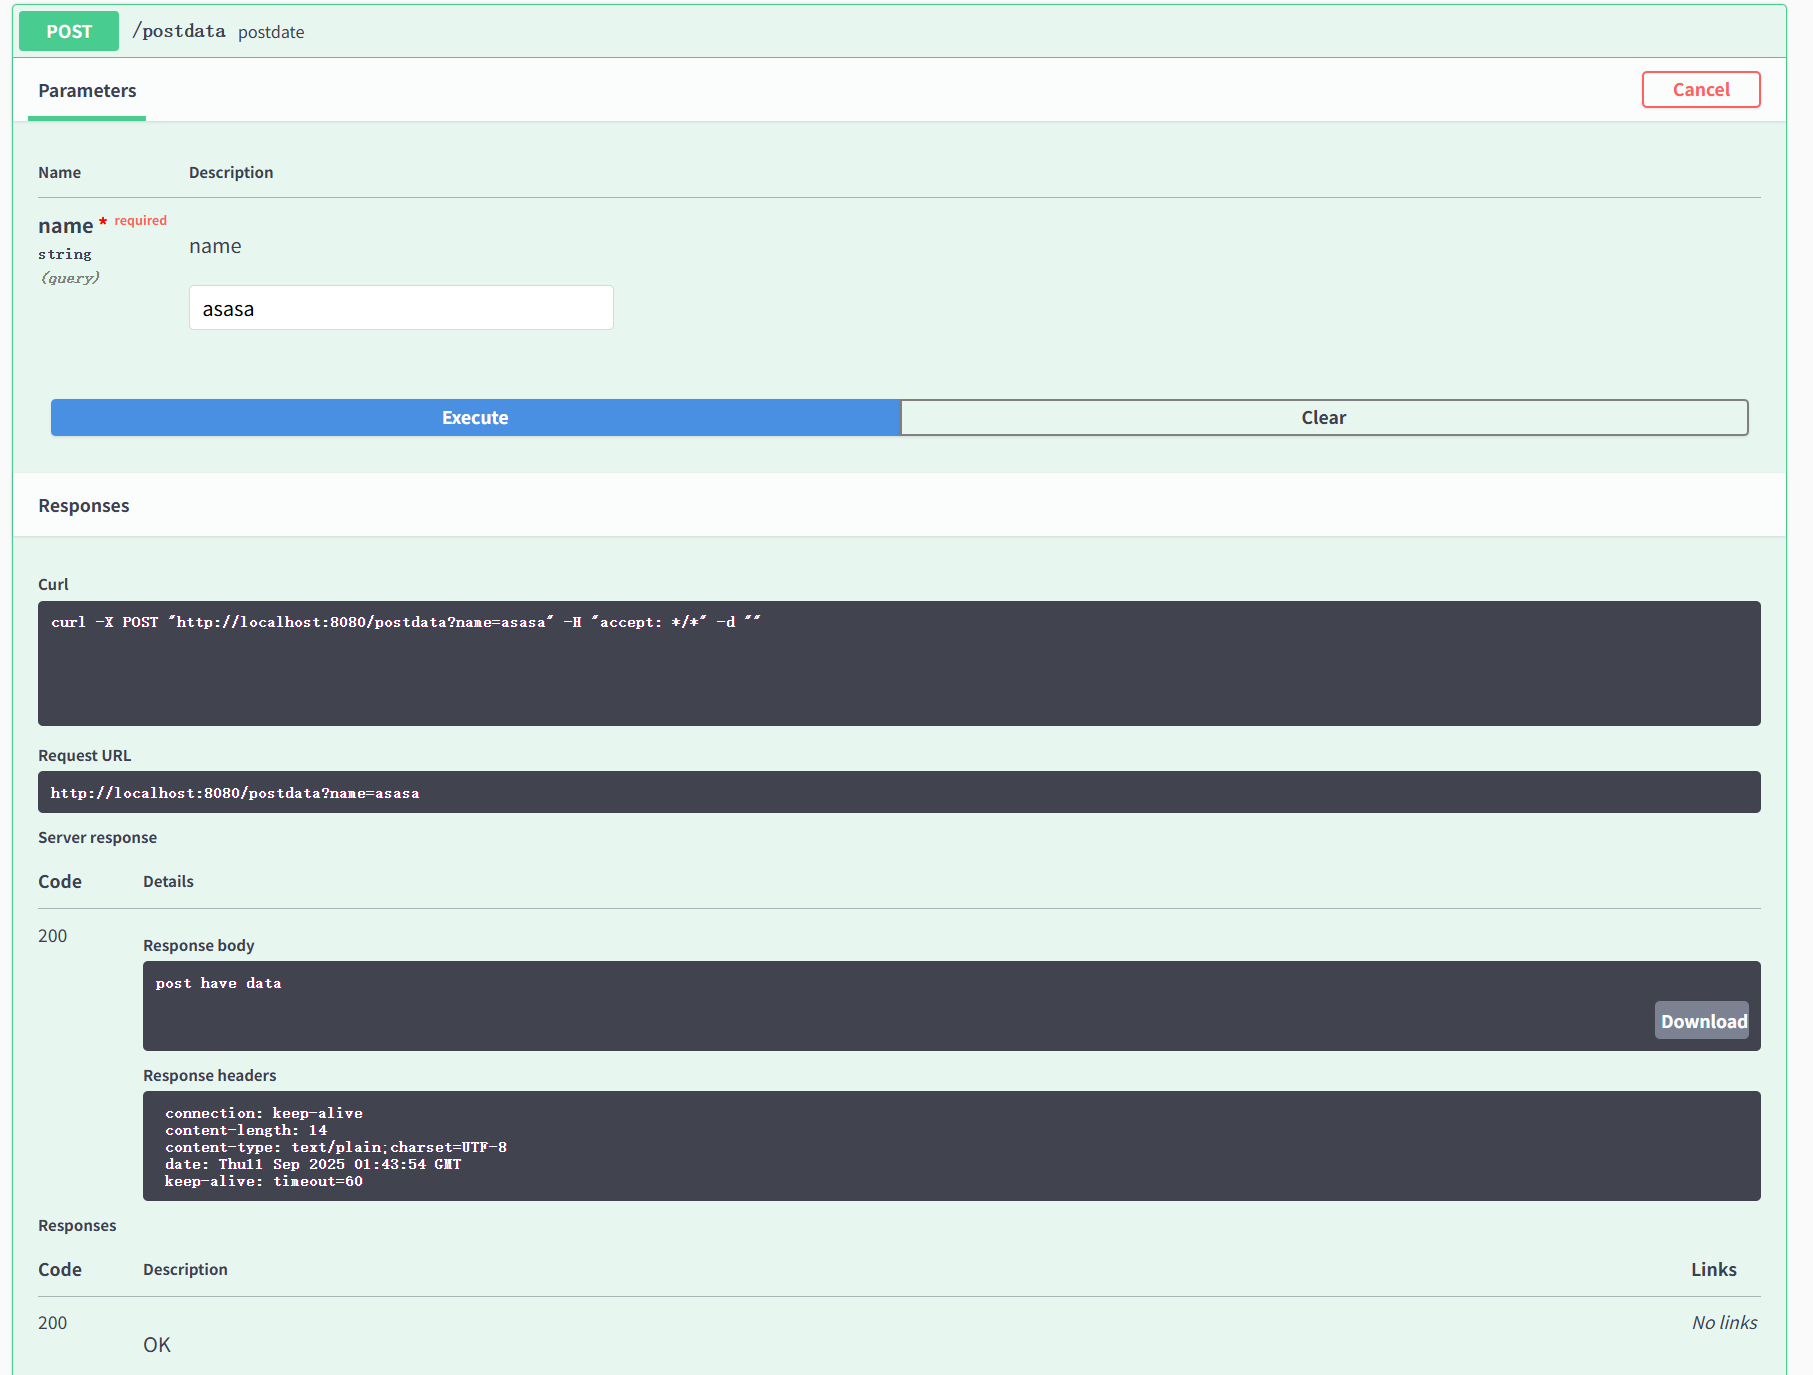 POST /postdata postdate
Parameters Cancel
Name Description
name * required
string
(query)
name
asasa
Execute Clear
Responses
Curl
curl -X POST "http://localhost:8080/postdata?name=asasa" -H "accept: */*" -d ""
Request URL
http://localhost:8080/postdata?name=asasa
Server response
Code Details
200
Response body
post have data
Download
Response headers
connection: keep-alive
content-length: 14
content-type: text/plain;charset=UTF-8
date: Thu11 Sep 2025 01:43:54 GMT
keep-alive: timeout=60
Responses
Code Description Links
200 No links
OK